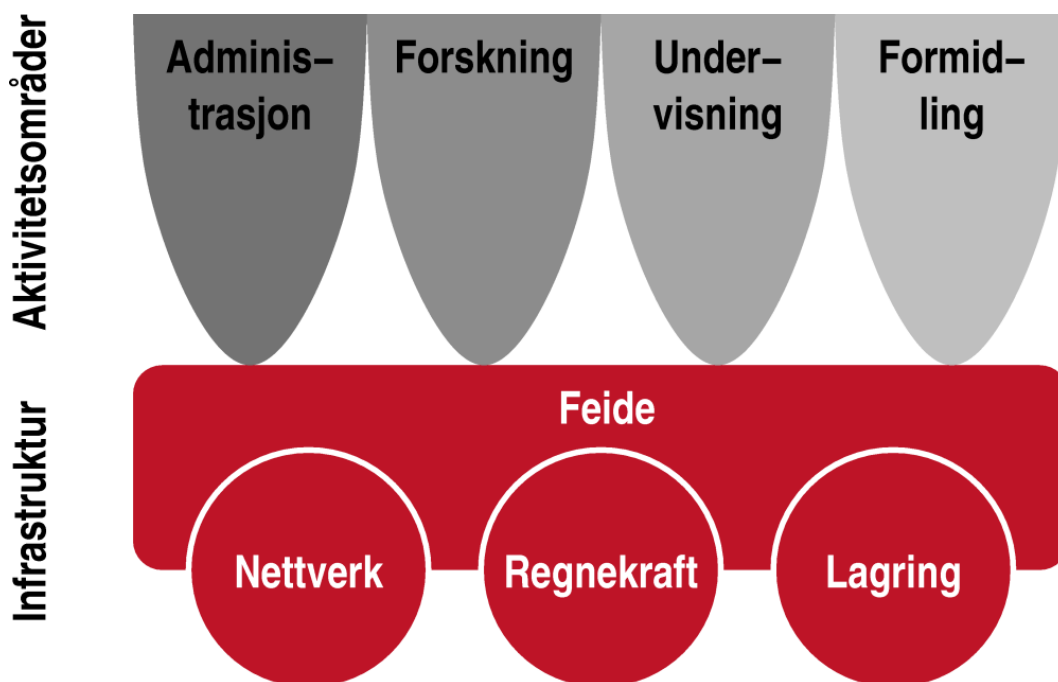 Aktivitetsområder
Adminis–
trasjon
Forskning
Under–
visning
Formid–
ling
Infrastruktur
Feide
Nettverk
Regnekraft
Lagring